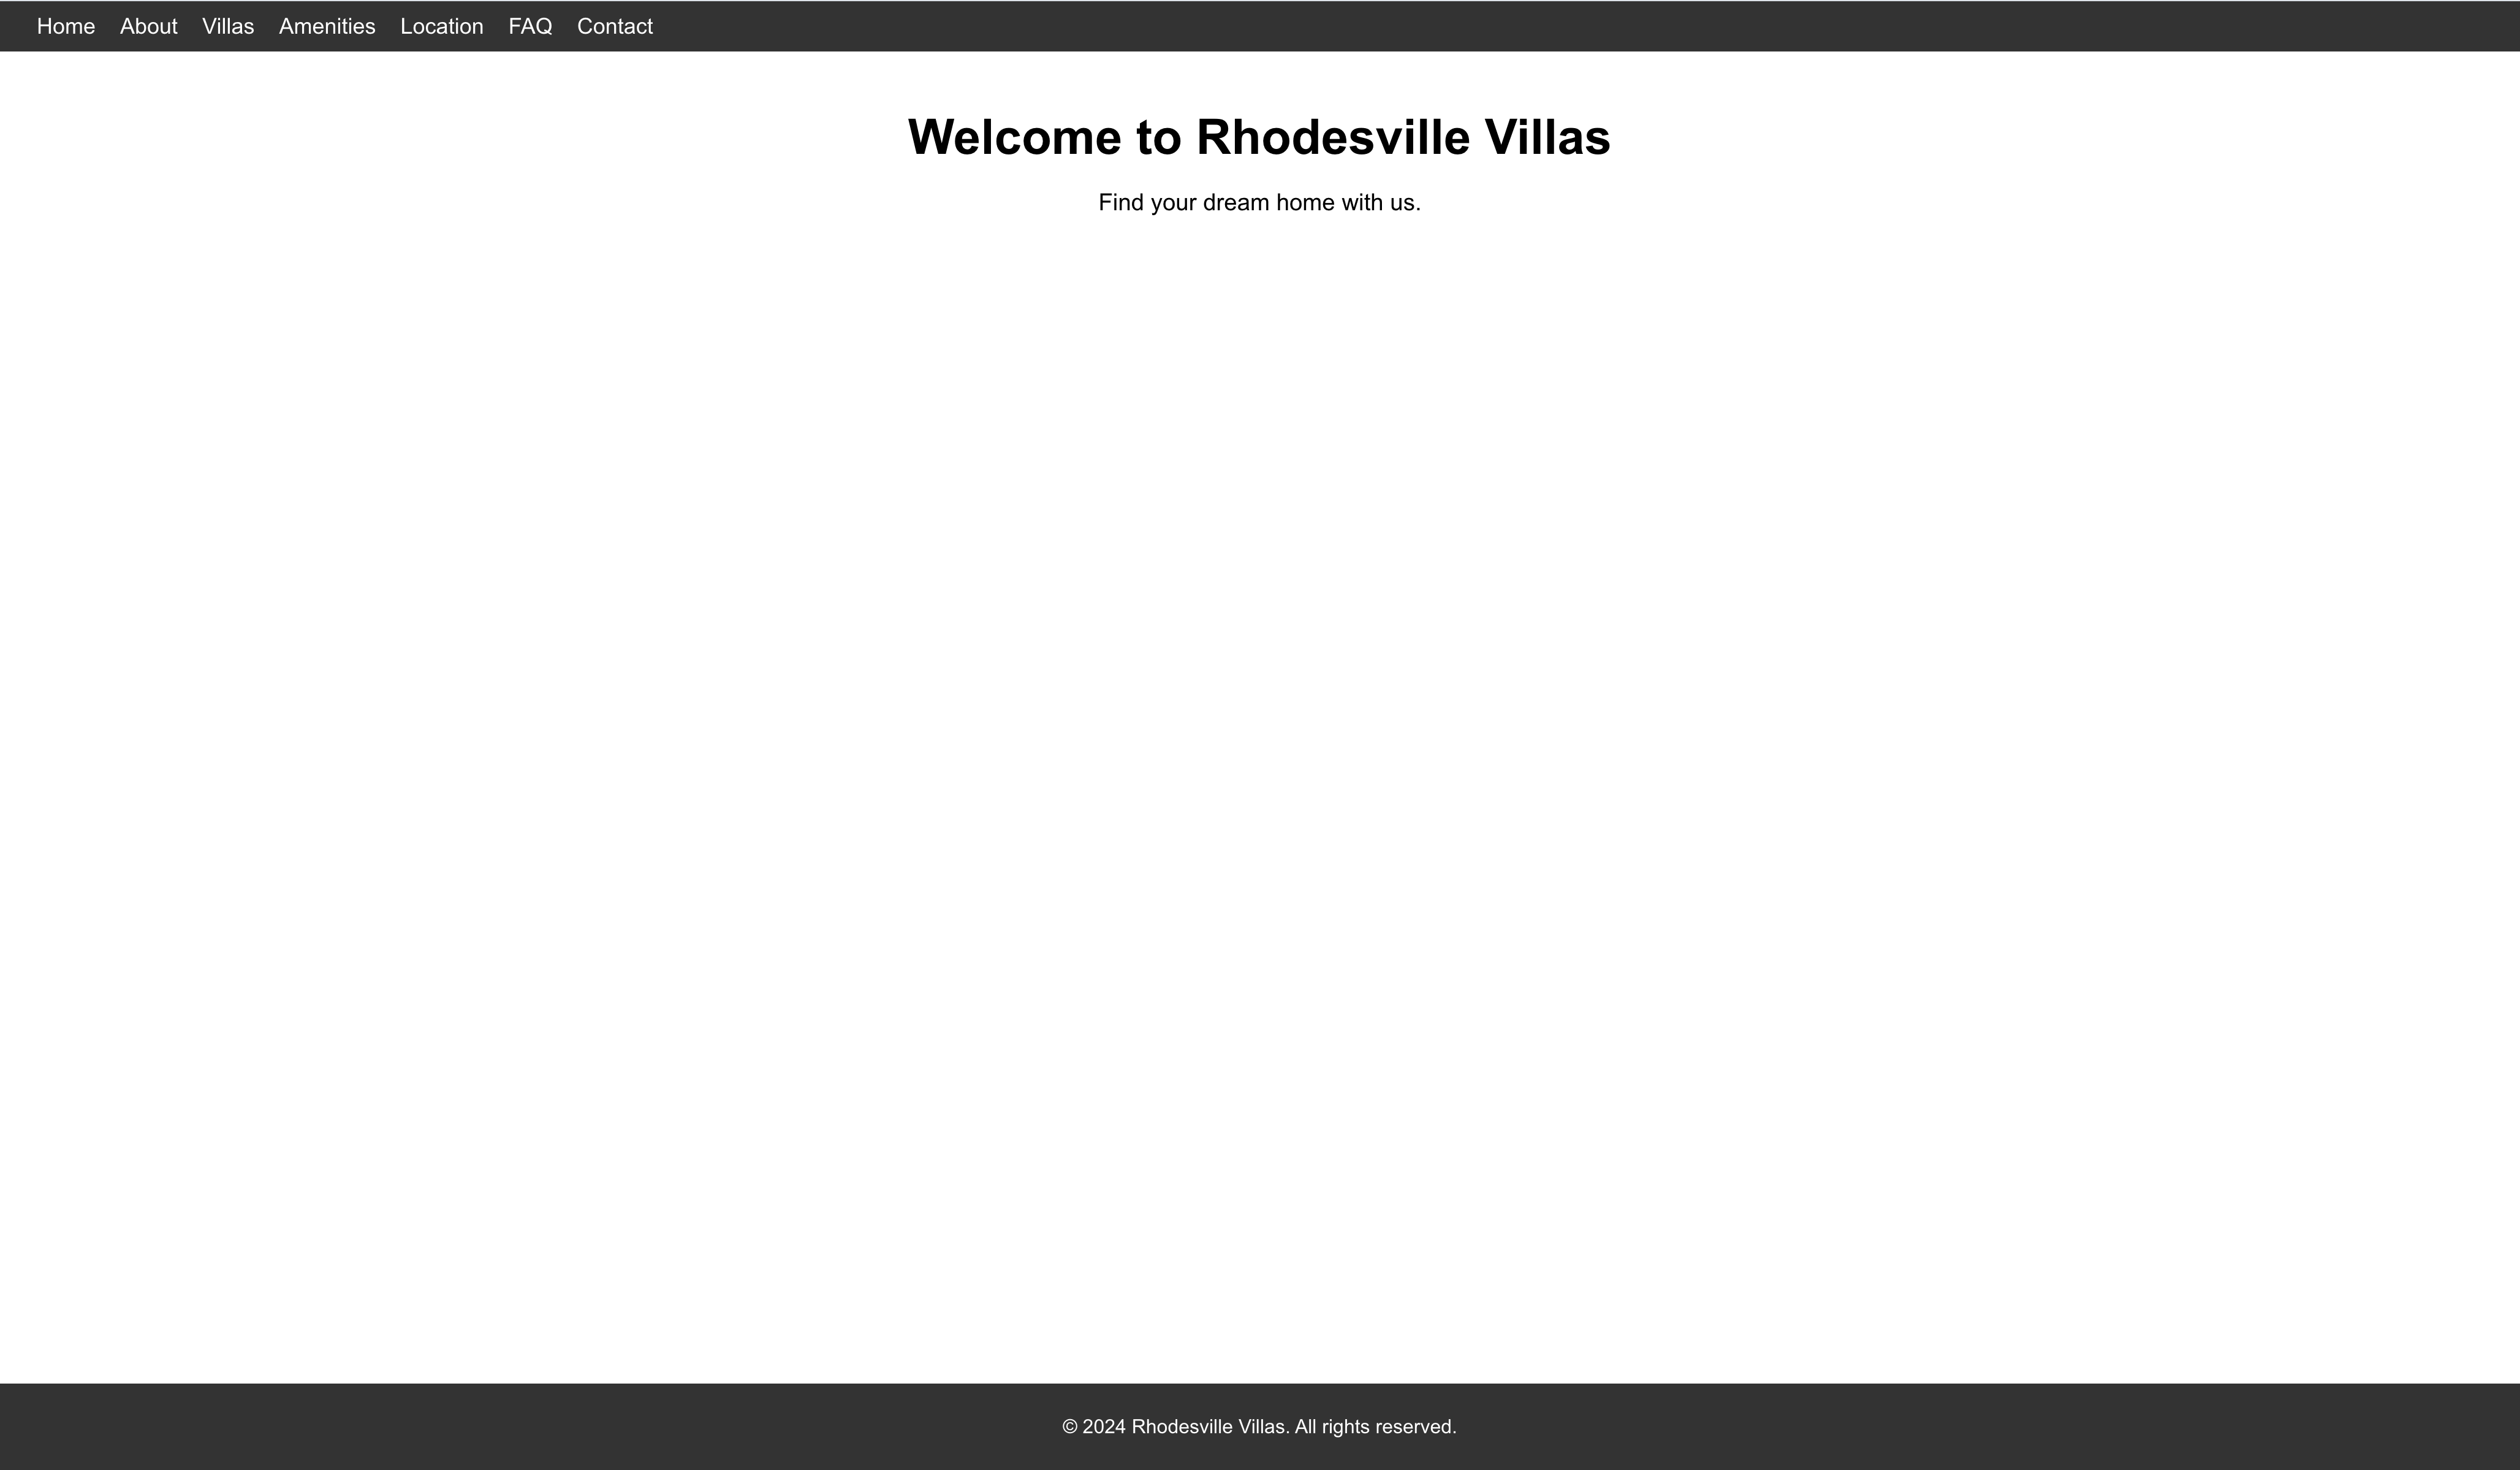 Home About Villas Amenities Location FAQ Contact
Welcome to Rhodesville Villas
Find your dream home with us.
© 2024 Rhodesville Villas. All rights reserved.